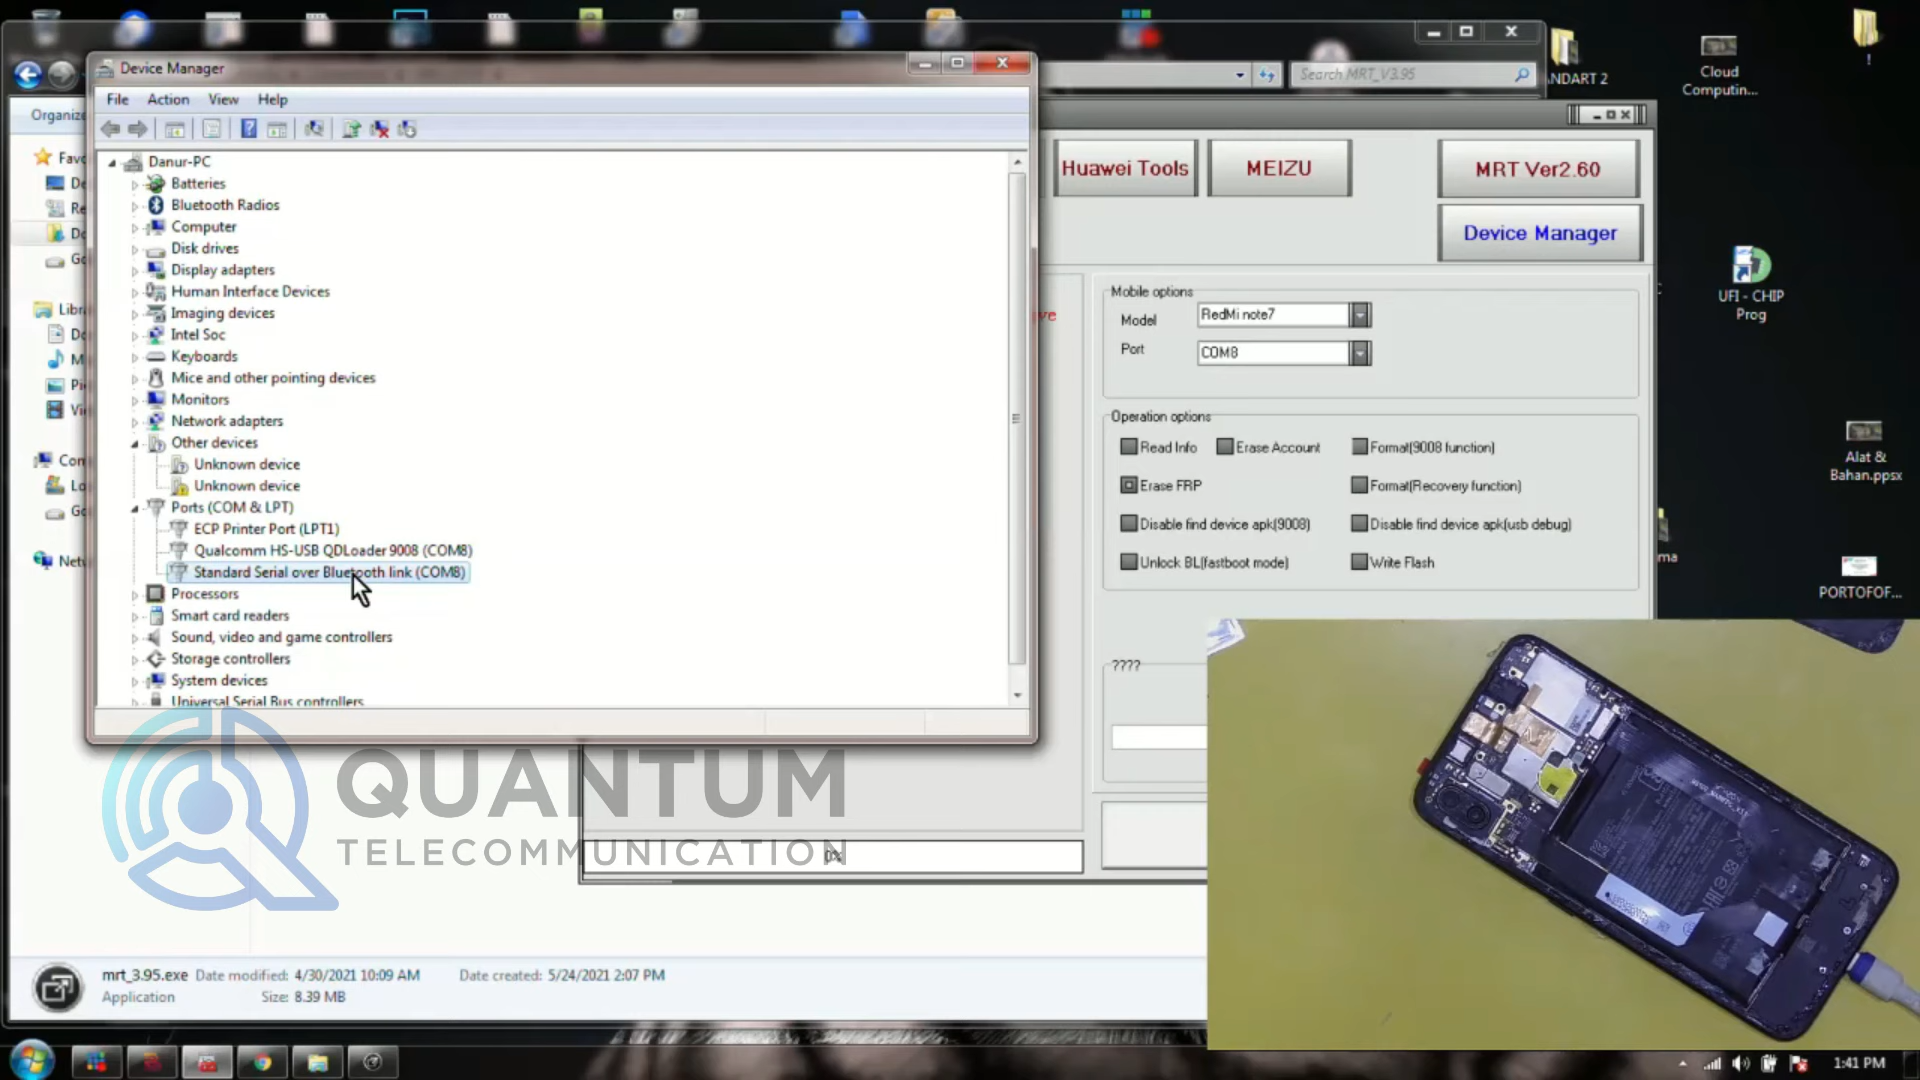 Device Manager
File Action View Help
Danur-PC
Batteries
Bluetooth Radios
Computer
Disk drives
Display adapters
Human Interface Devices
Imaging devices
Intel Soc
Keyboards
Mice and other pointing devices
Monitors
Network adapters
Other devices
Unknown device
Unknown device
Ports (COM & LPT)
ECP Printer Port (LPT1)
Qualcomm HS-USB QDLoader 9008 (COM8)
Standard Serial over Bluetooth link (COM8)
Processors
Smart card readers
Sound, video and game controllers
Storage controllers
System devices
Universal Serial Bus controllers
Search MRT_V3.95
Huawei Tools
MEIZU
MRT Ver2.60
Device Manager
Mobile options
Model RedMi note7
Port COM8
Operation options
Read Info Erase Account Format(9008 function)
Erase FRP Format(Recovery function)
Disable find device apk(9008) Disable find device apk(usb debug)
Unlock BL(fastboot mode) Write Flash
????
0%
QUANTUM
TELECOMMUNICATION
mrt_3.95.exe Date modified: 4/30/2021 10:09 AM Date created: 5/24/2021 2:07 PM
Application Size: 8.39 MB
NDART 2
Cloud
Computin...
!
UFI - CHIP
Prog
Alat &
Bahan.ppsx
PORTOFOF...
1:41 PM